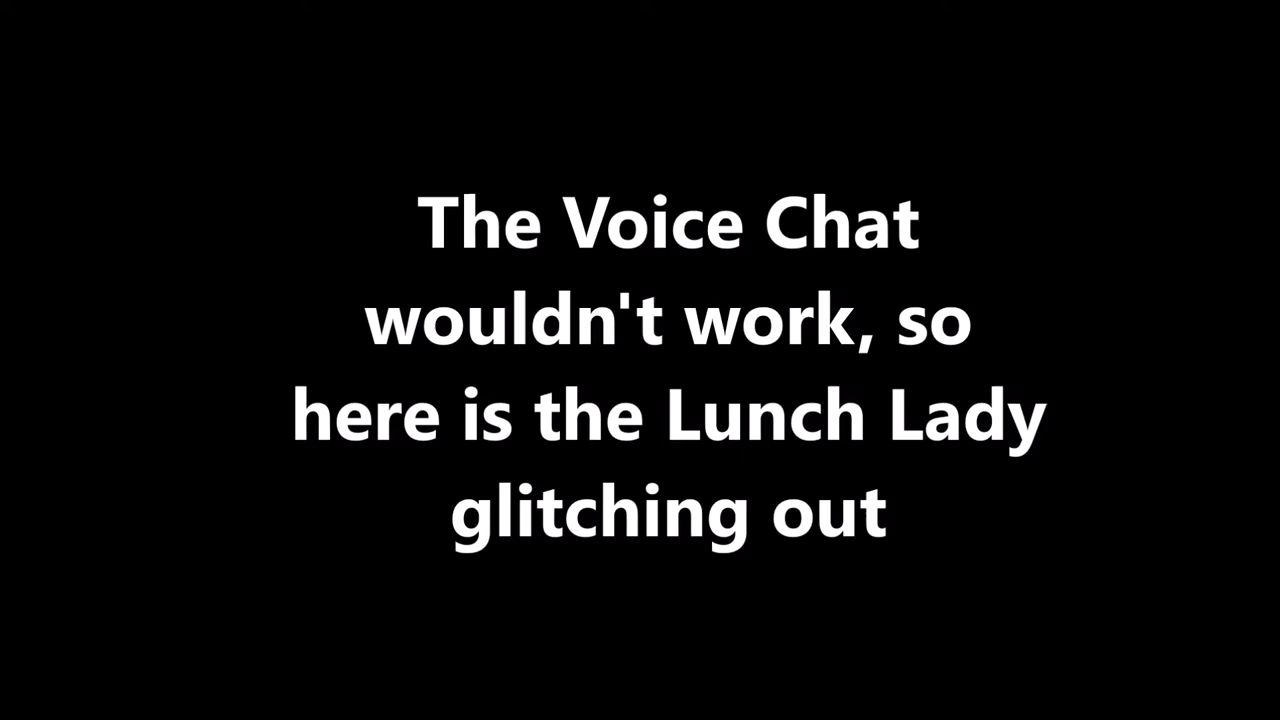 The Voice Chat
wouldn't work, so
here is the Lunch Lady
glitching out